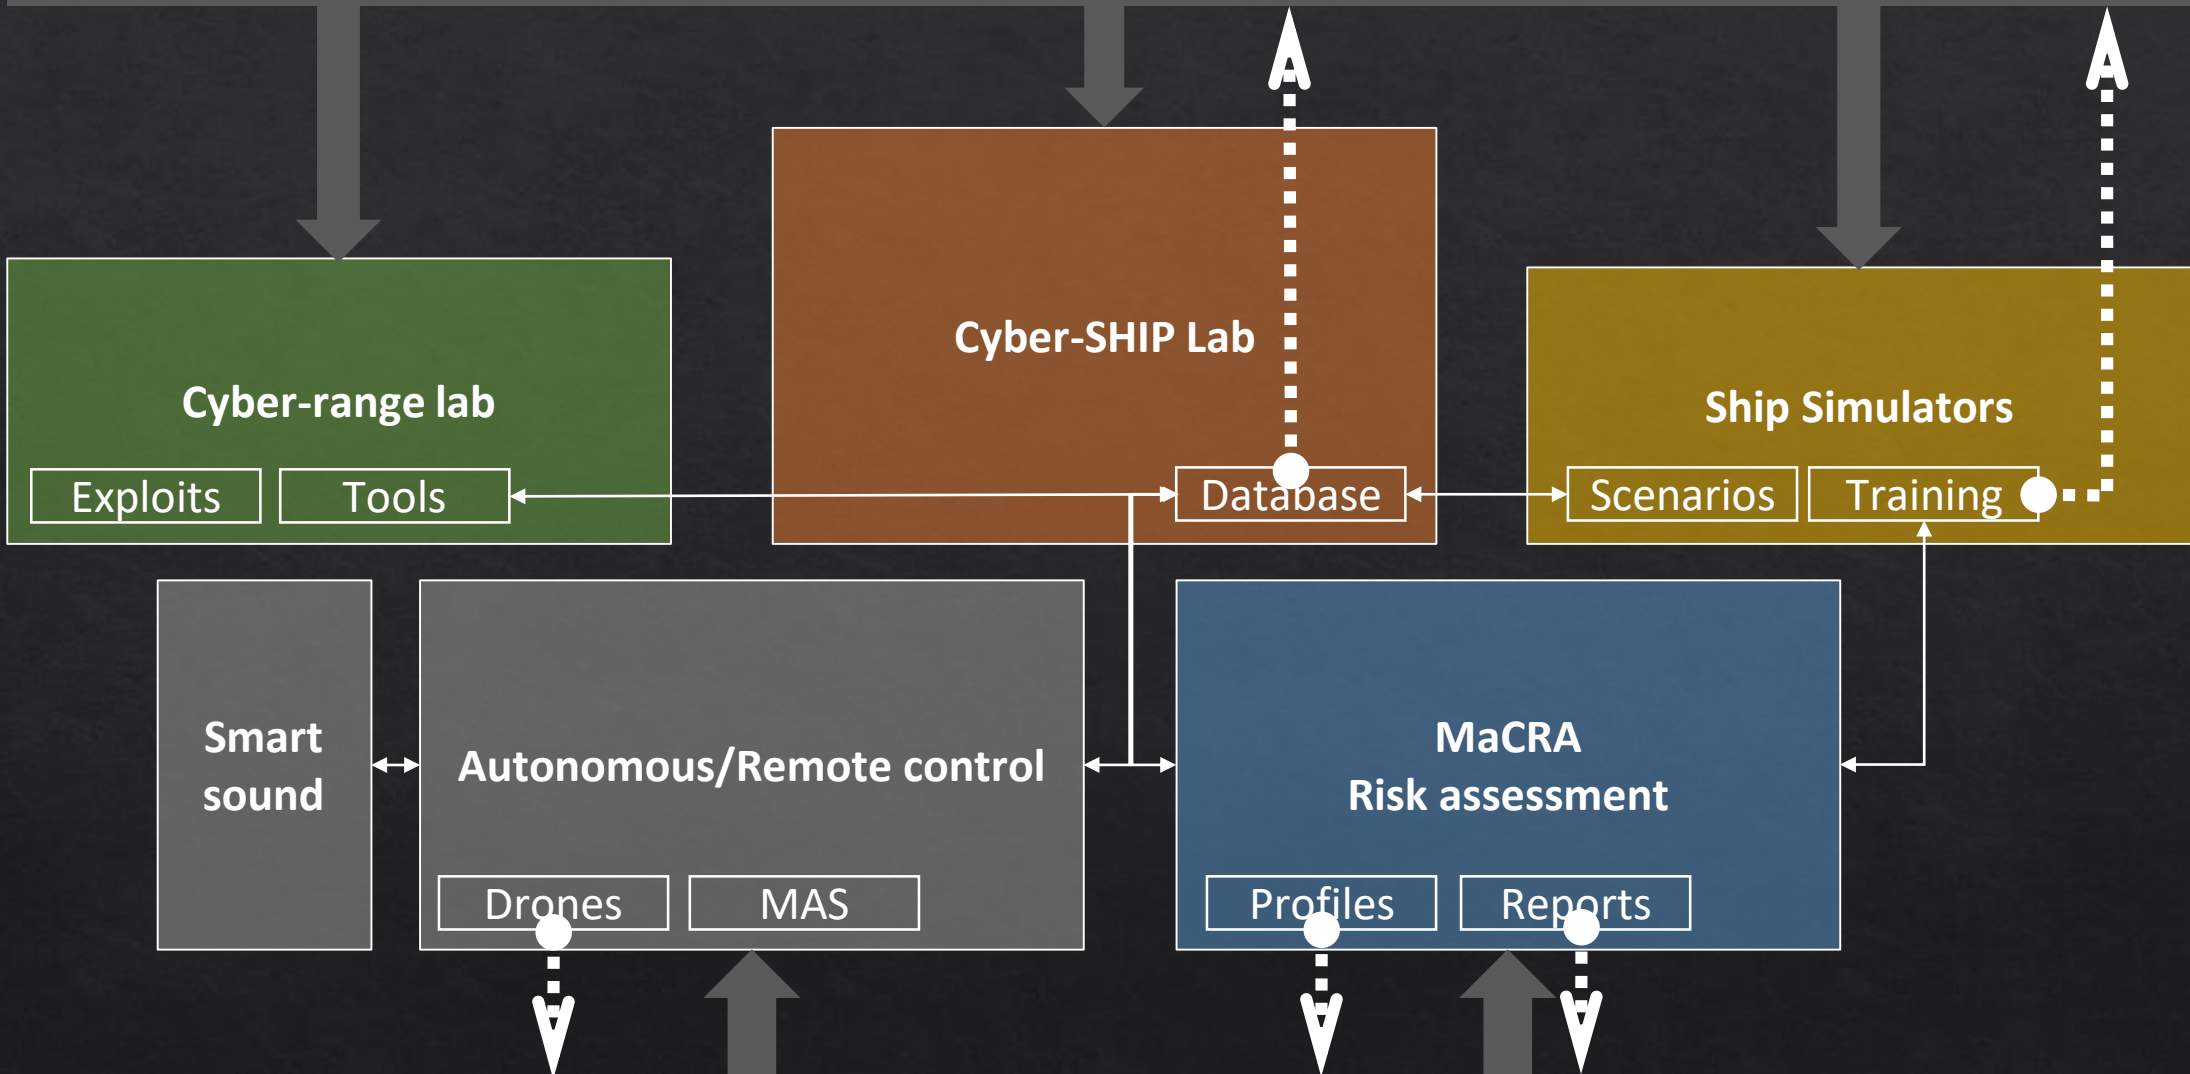 Cyber-range lab
Exploits
Tools
Cyber-SHIP Lab
Database
Ship Simulators
Scenarios
Training
Smart
sound
Autonomous/Remote control
Drones
MAS
MaCRA
Risk assessment
Profiles
Reports